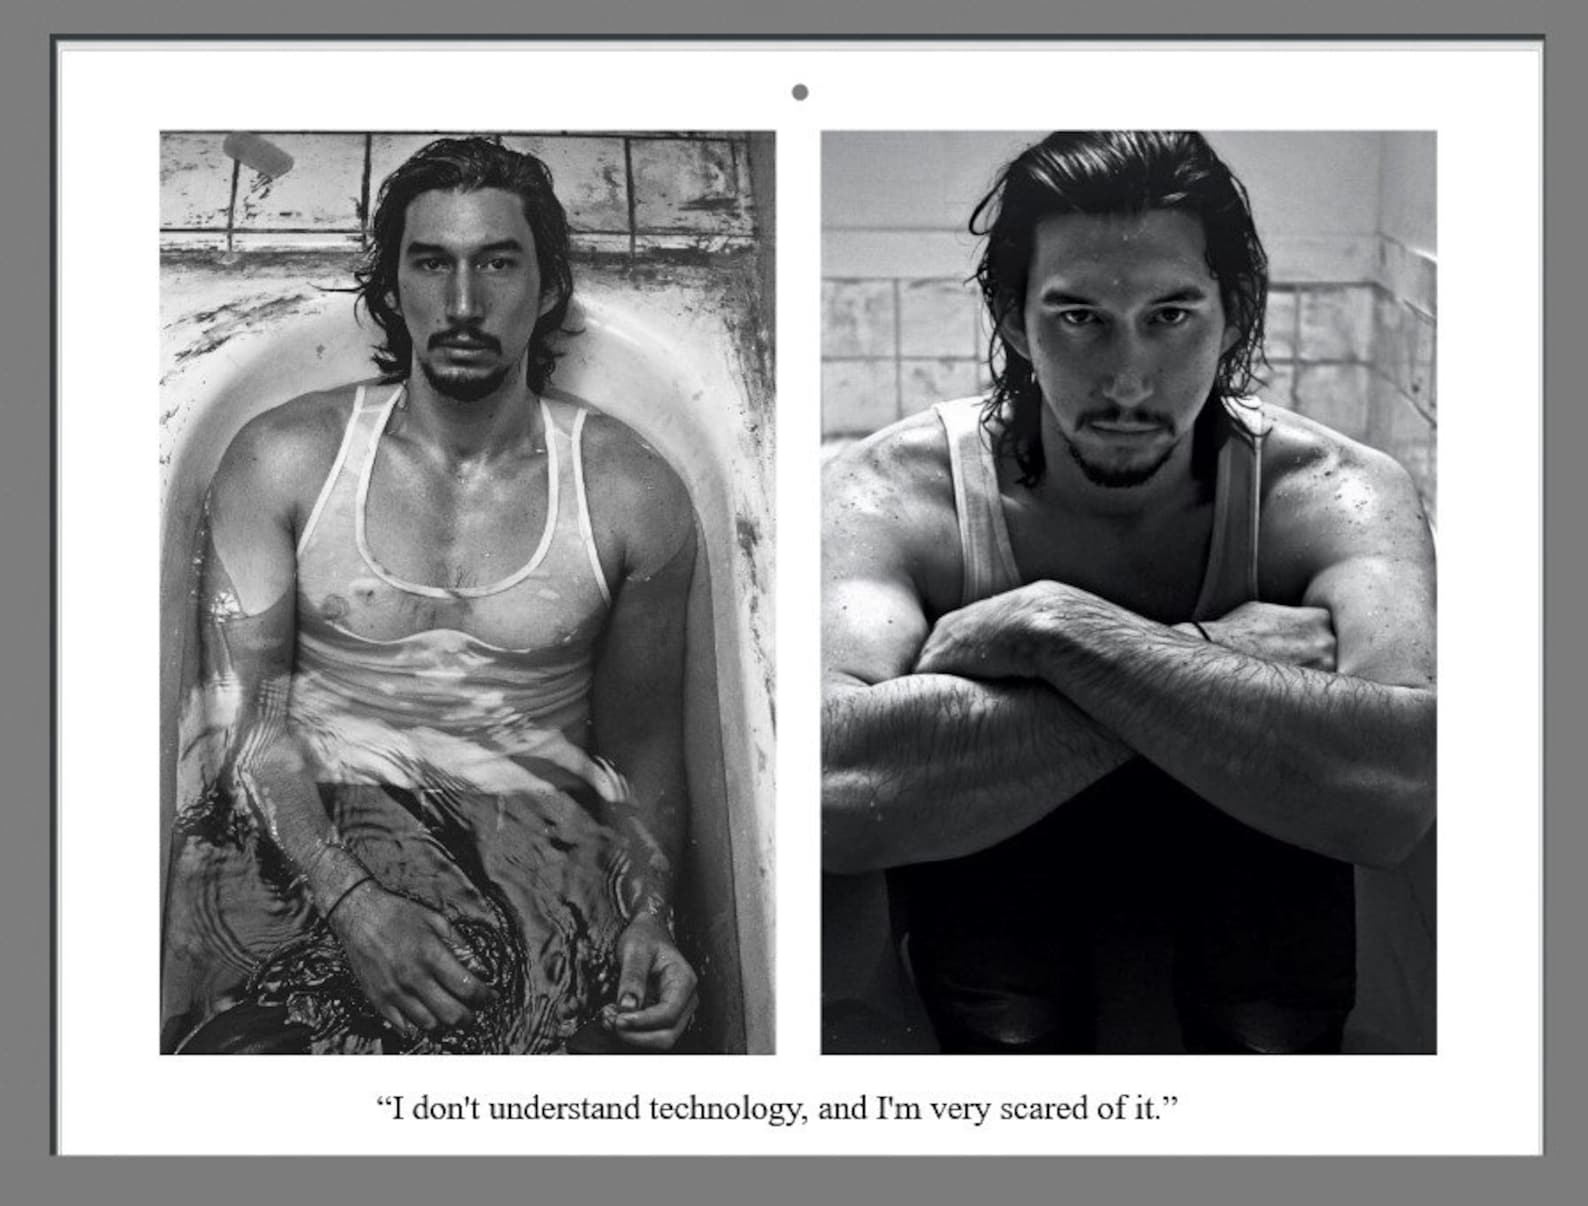 “I don't understand technology, and I'm very scared of it.”